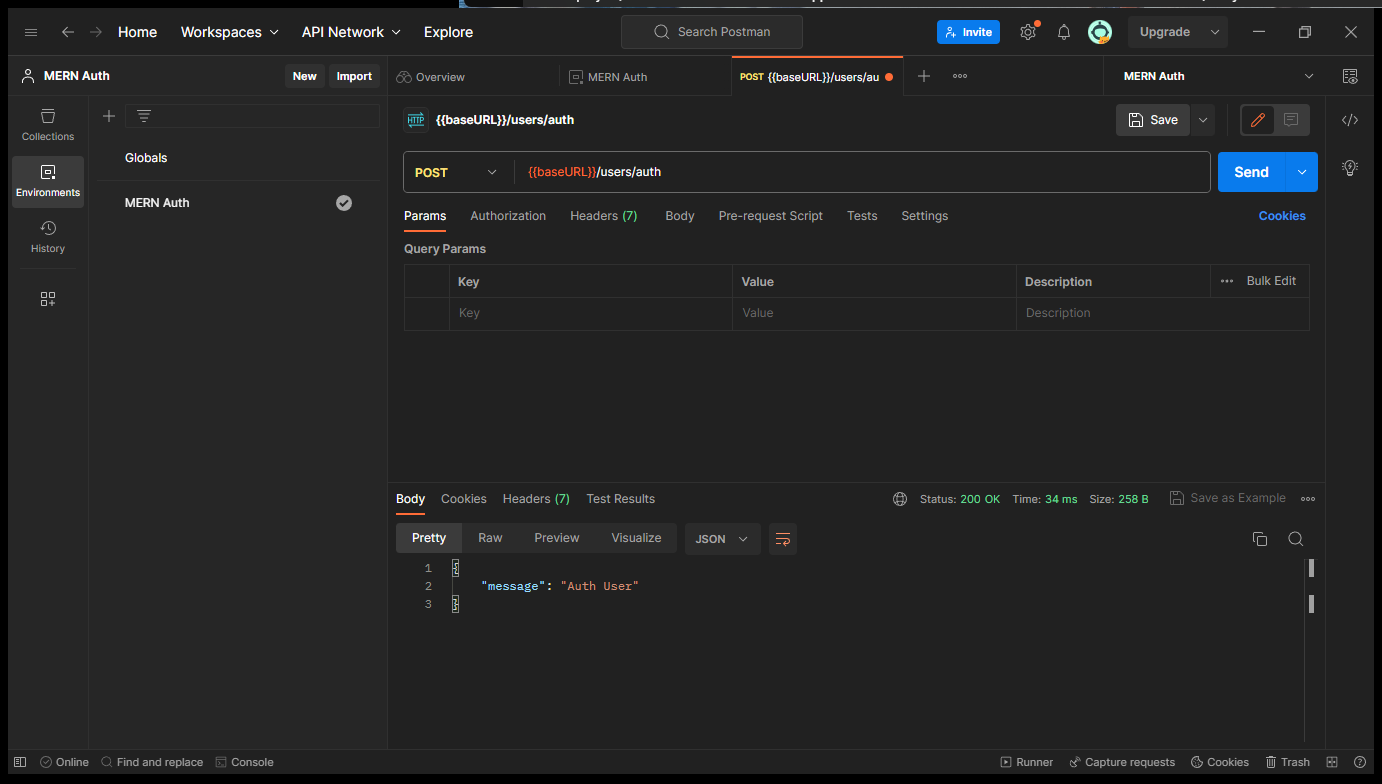 Home Workspaces API Network Explore Search Postman Invite Upgrade
MERN Auth New Import Overview MERN Auth POST {{baseURL}}/users/au MERN Auth
Collections
Environments
History
Globals
MERN Auth
HTTP {{baseURL}}/users/auth Save
POST {{baseURL}}/users/auth Send
Params Authorization Headers (7) Body Pre-request Script Tests Settings Cookies
Query Params
Key Value Description Bulk Edit
Key Value Description
Body Cookies Headers (7) Test Results Status: 200 OK Time: 34 ms Size: 258 B Save as Example
Pretty Raw Preview Visualize JSON
1 {
2 "message": "Auth User"
3 }
Online Find and replace Console Runner Capture requests Cookies Trash